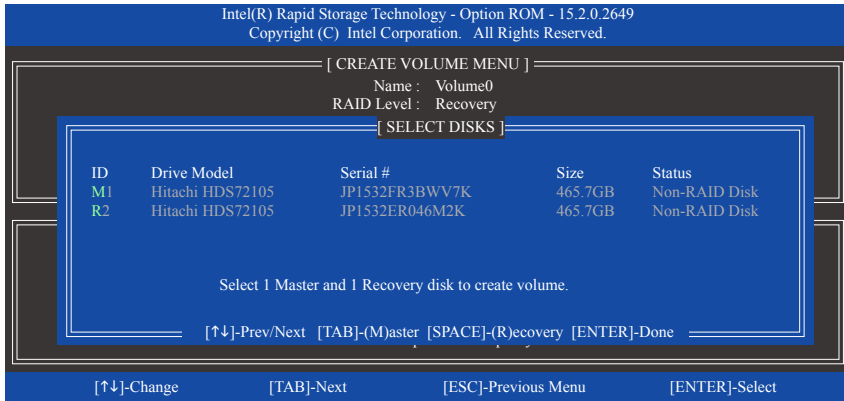 Intel(R) Rapid Storage Technology - Option ROM - 15.2.0.2649
Copyright (C) Intel Corporation. All Rights Reserved.
[ CREATE VOLUME MENU ]
Name : Volume0
RAID Level : Recovery
[ SELECT DISKS ]
ID Drive Model Serial # Size Status
M1 Hitachi HDS72105 JP1532FR3BWV7K 465.7GB Non-RAID Disk
R2 Hitachi HDS72105 JP1532ER046M2K 465.7GB Non-RAID Disk
Select 1 Master and 1 Recovery disk to create volume.
[↑↓]-Prev/Next [TAB]-(M)aster [SPACE]-(R)ecovery [ENTER]-Done
[↑↓]-Change [TAB]-Next [ESC]-Previous Menu [ENTER]-Select